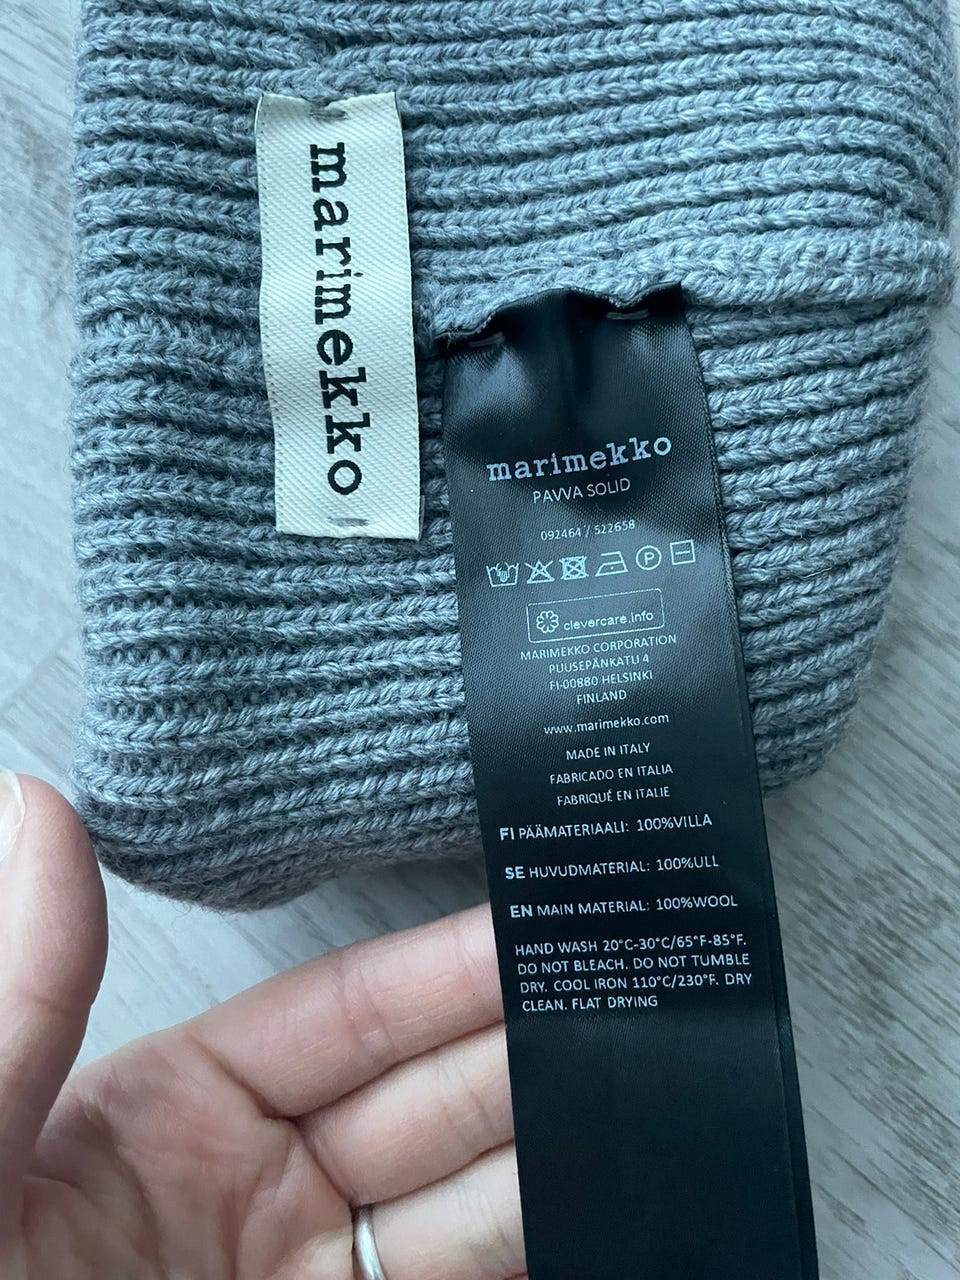 marimekko
marimekko
PAVVA SOLID
092464 / 522658
P
clevercare.info
MARIMEKKO CORPORATION
PUUSEPÄNKATU 4
FI-00880 HELSINKI
FINLAND
www.marimekko.com
MADE IN ITALY
FABRICADO EN ITALIA
FABRIQUÉ EN ITALIE
FI PÄÄMATERIAALI: 100%VILLA
SE HUVUDMATERIAL: 100%ULL
EN MAIN MATERIAL: 100%WOOL
HAND WASH 20°C-30°C/65°F-85°F.
DO NOT BLEACH. DO NOT TUMBLE
DRY. COOL IRON 110°C/230°F. DRY
CLEAN. FLAT DRYING